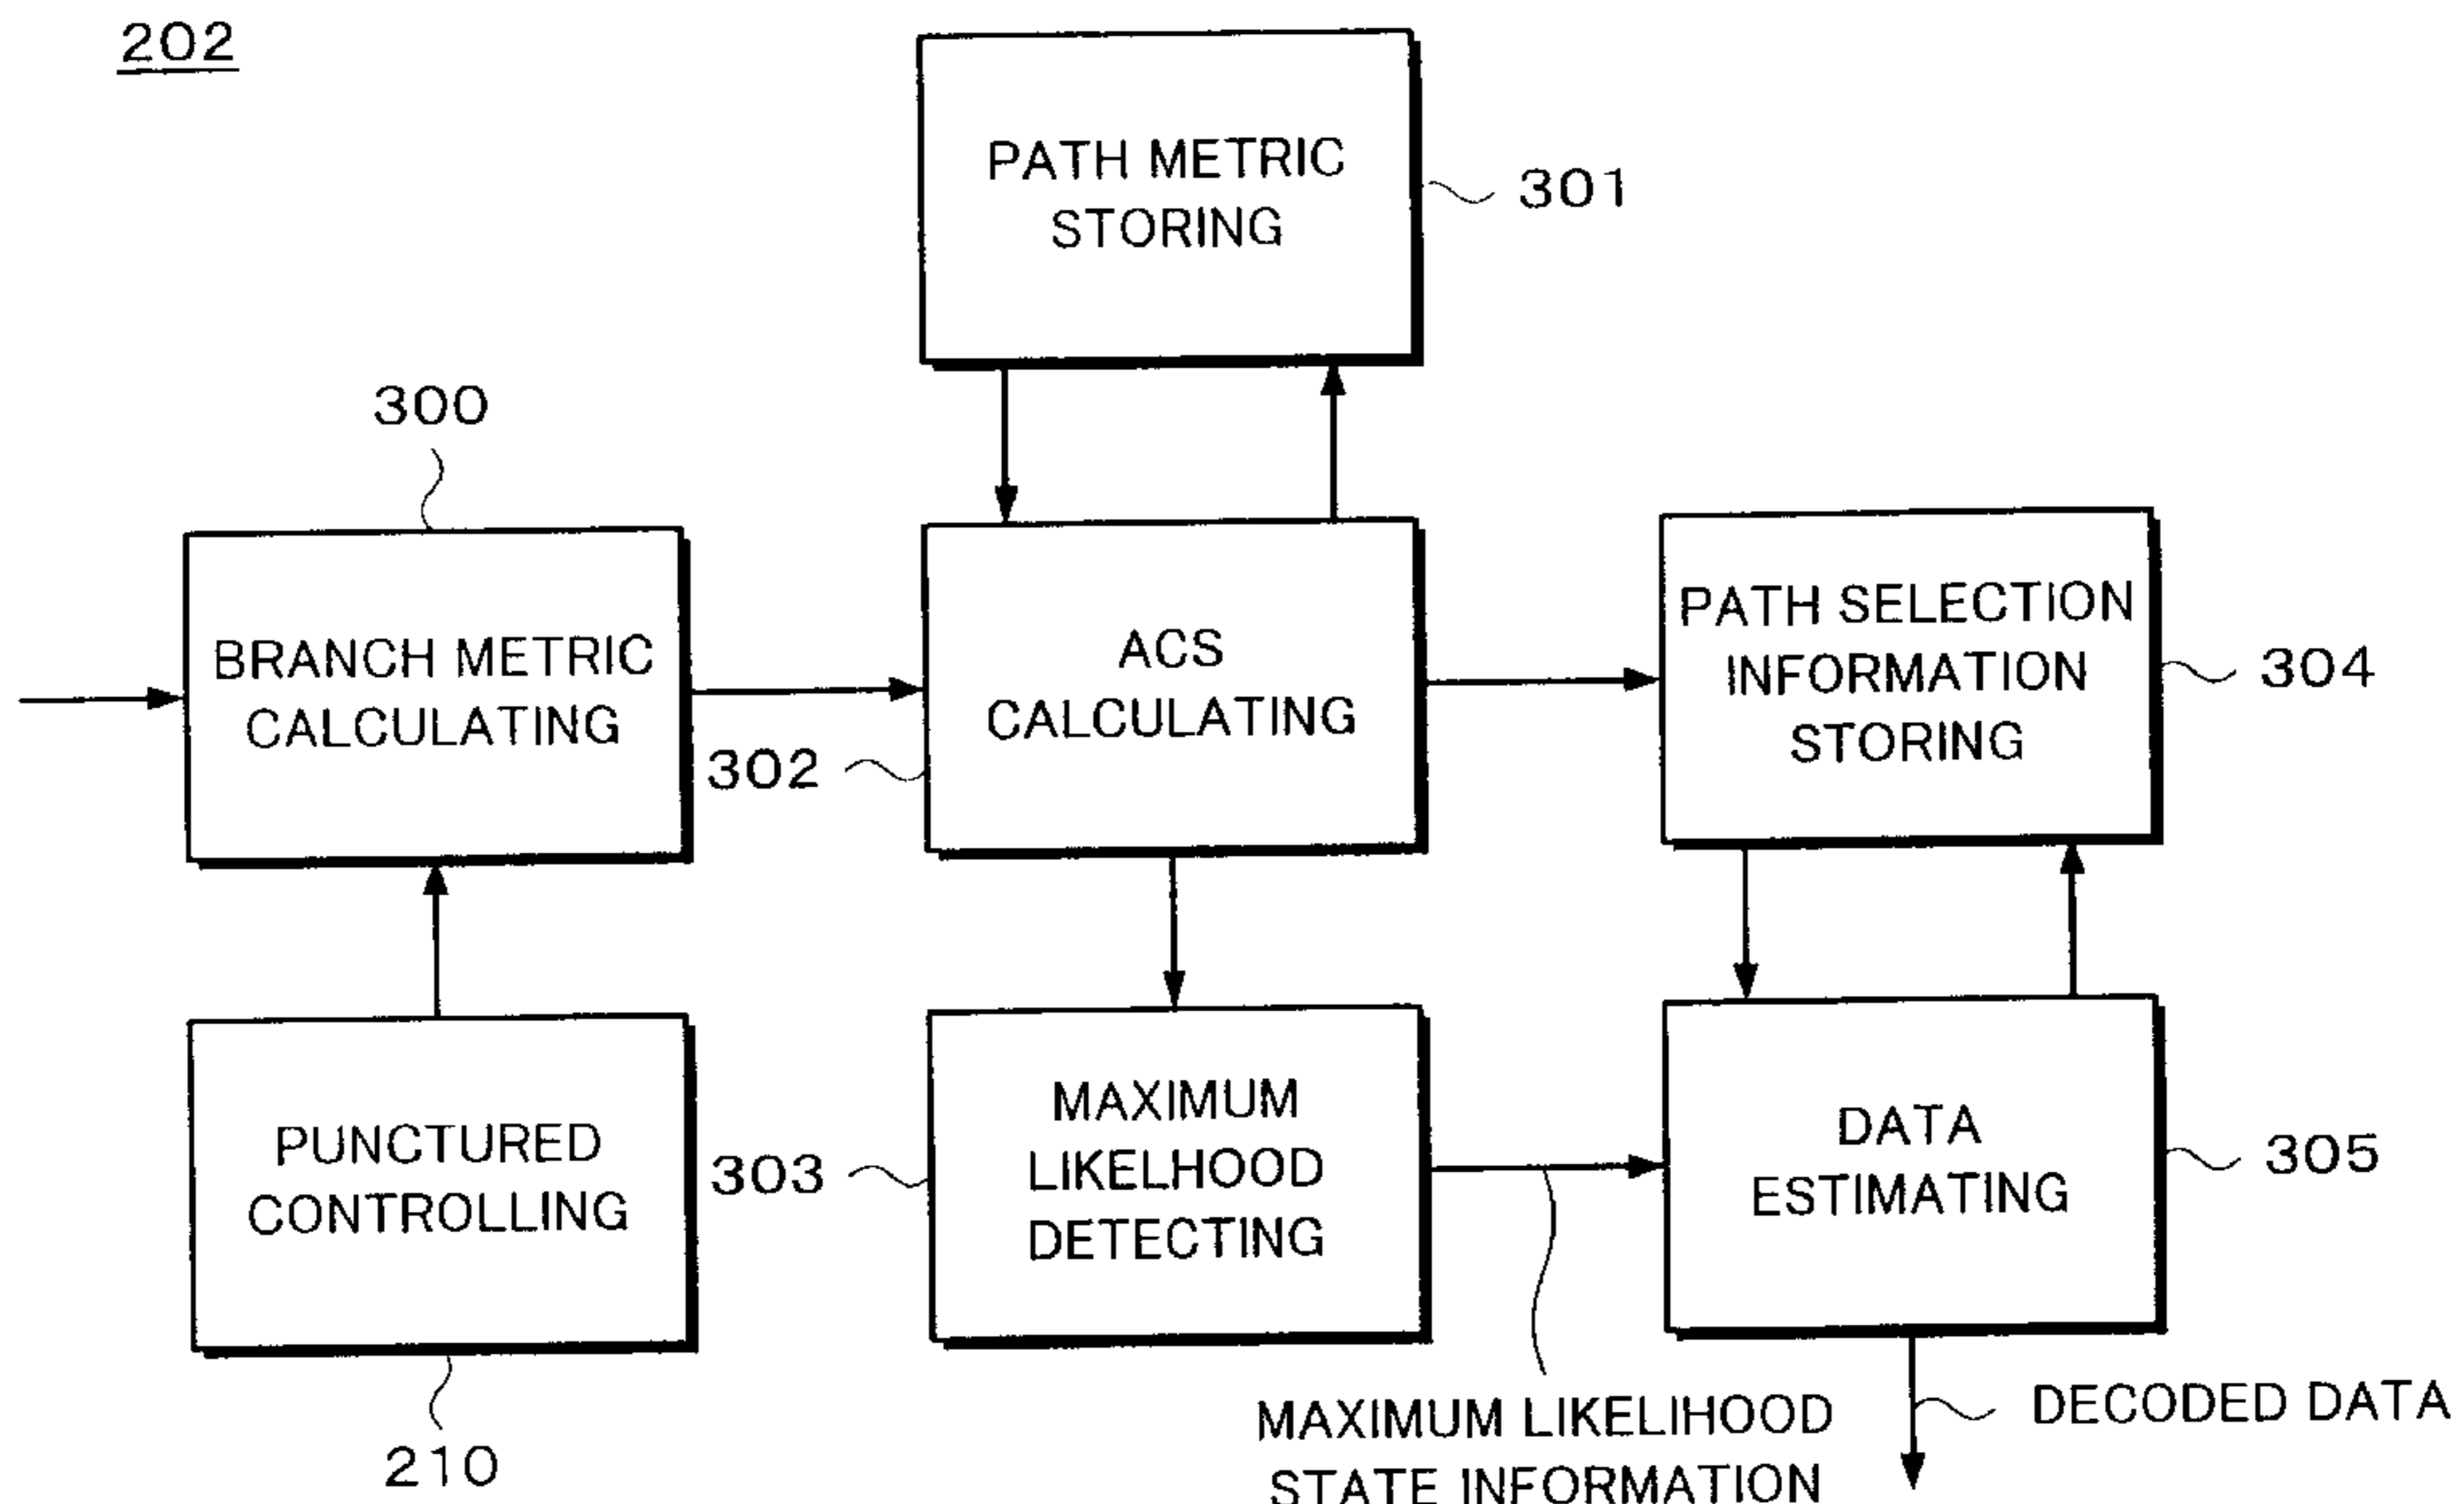 202
PATH METRIC
STORING
301
300
BRANCH METRIC
CALCULATING
302
ACS
CALCULATING
PATH SELECTION
INFORMATION
STORING
304
PUNCTURED
CONTROLLING
210
303
MAXIMUM
LIKELHOOD
DETECTING
DATA
ESTIMATING
305
MAXIMUM LIKELIHOOD
STATE INFORMATION
DECODED DATA